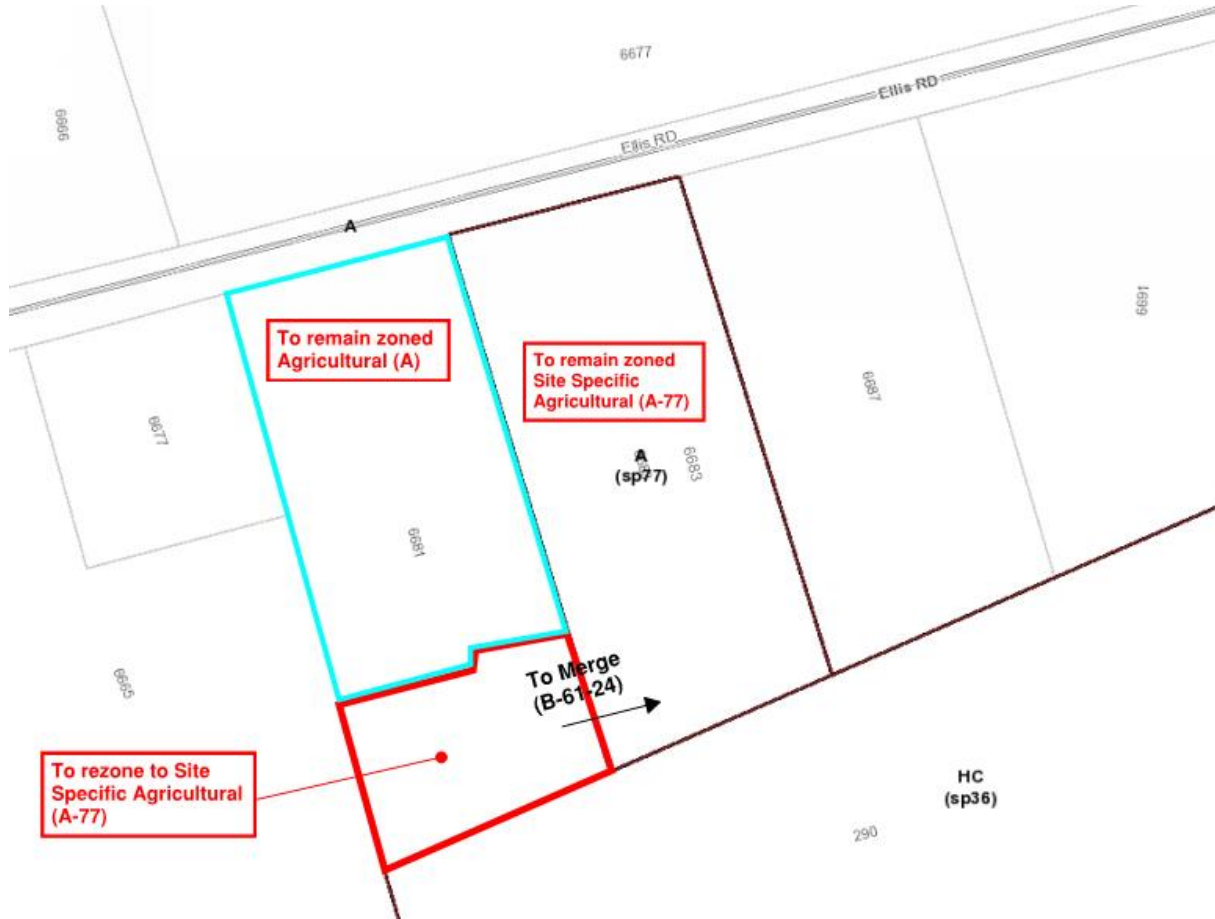 6677
Ellis RD
6666
Ellis RD
A
To remain zoned
Agricultural (A)
To remain zoned
Site Specific
Agricultural (A-77)
6691
6687
6677
A
(sp77)
6683
6681
To Merge
(B-61-24)
6665
To rezone to Site
Specific Agricultural
(A-77)
HC
(sp36)
290